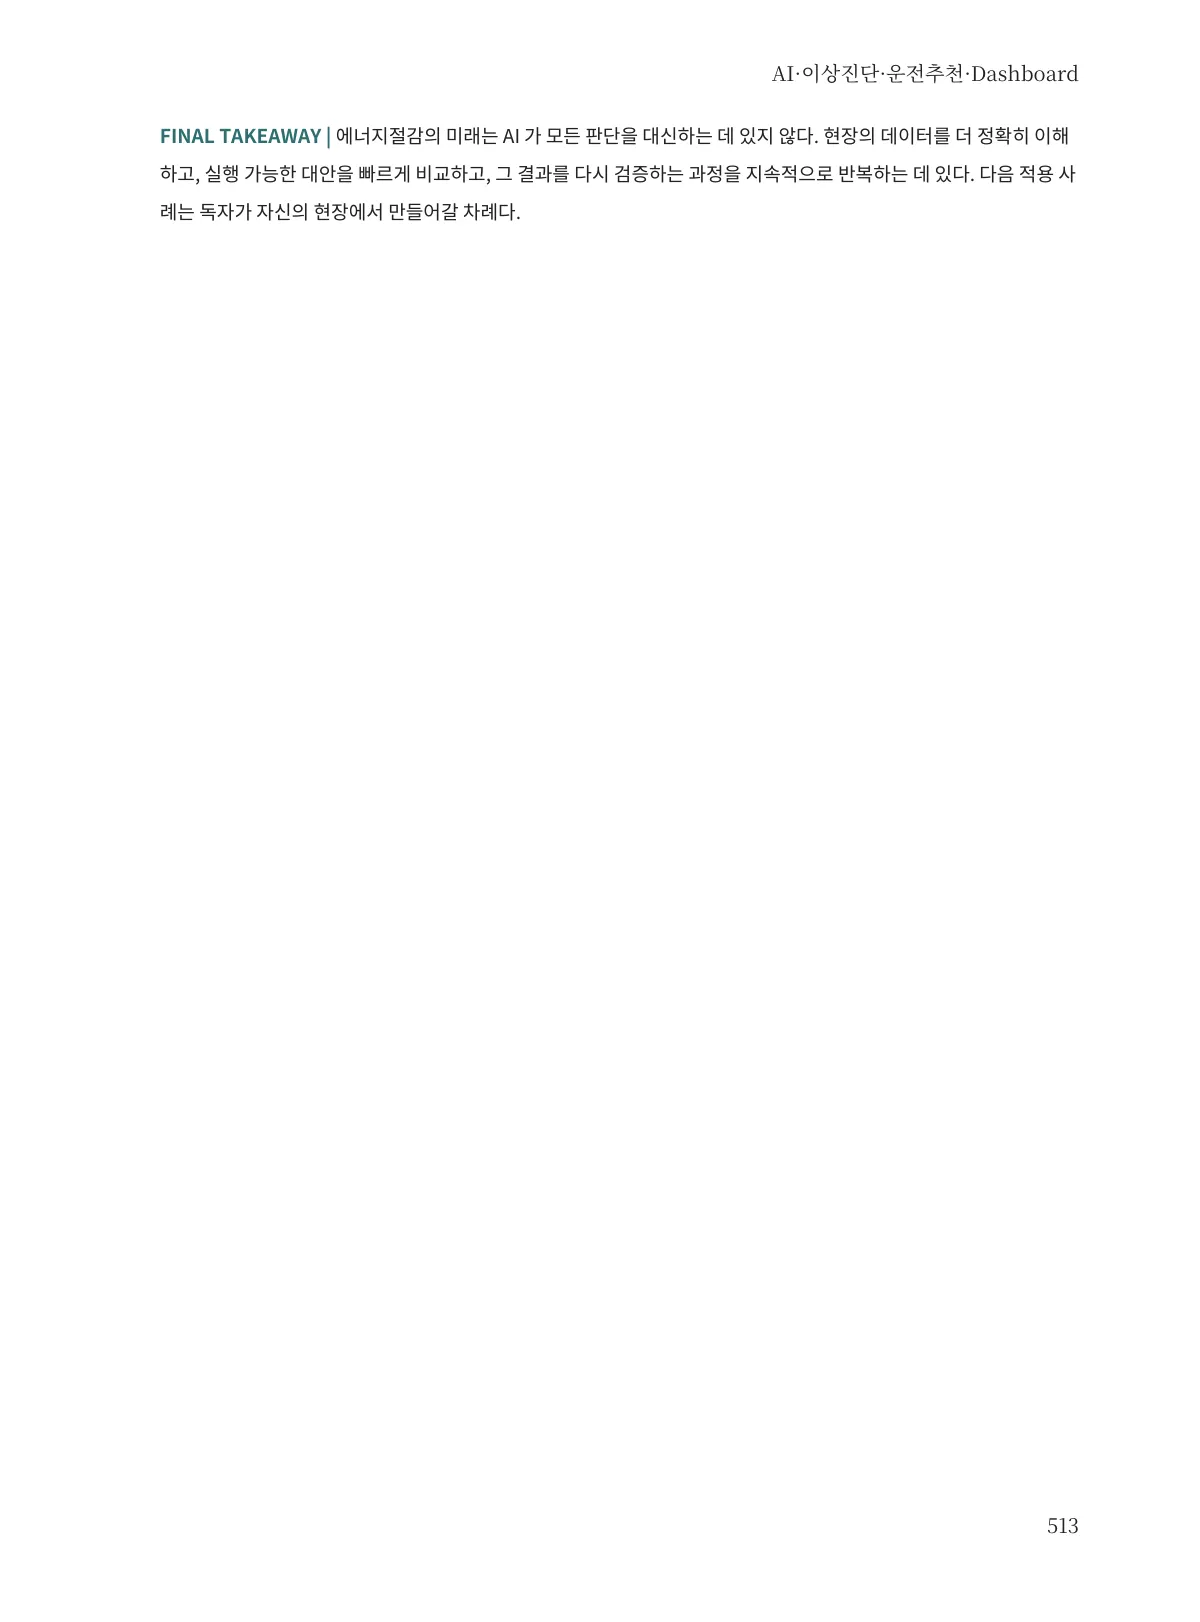 AI·이상진단·운전추천·Dashboard
FINAL TAKEAWAY | 에너지절감의 미래는 AI 가 모든 판단을 대신하는 데 있지 않다. 현장의 데이터를 더 정확히 이해
하고, 실행 가능한 대안을 빠르게 비교하고, 그 결과를 다시 검증하는 과정을 지속적으로 반복하는 데 있다. 다음 적용 사
례는 독자가 자신의 현장에서 만들어갈 차례다.
513